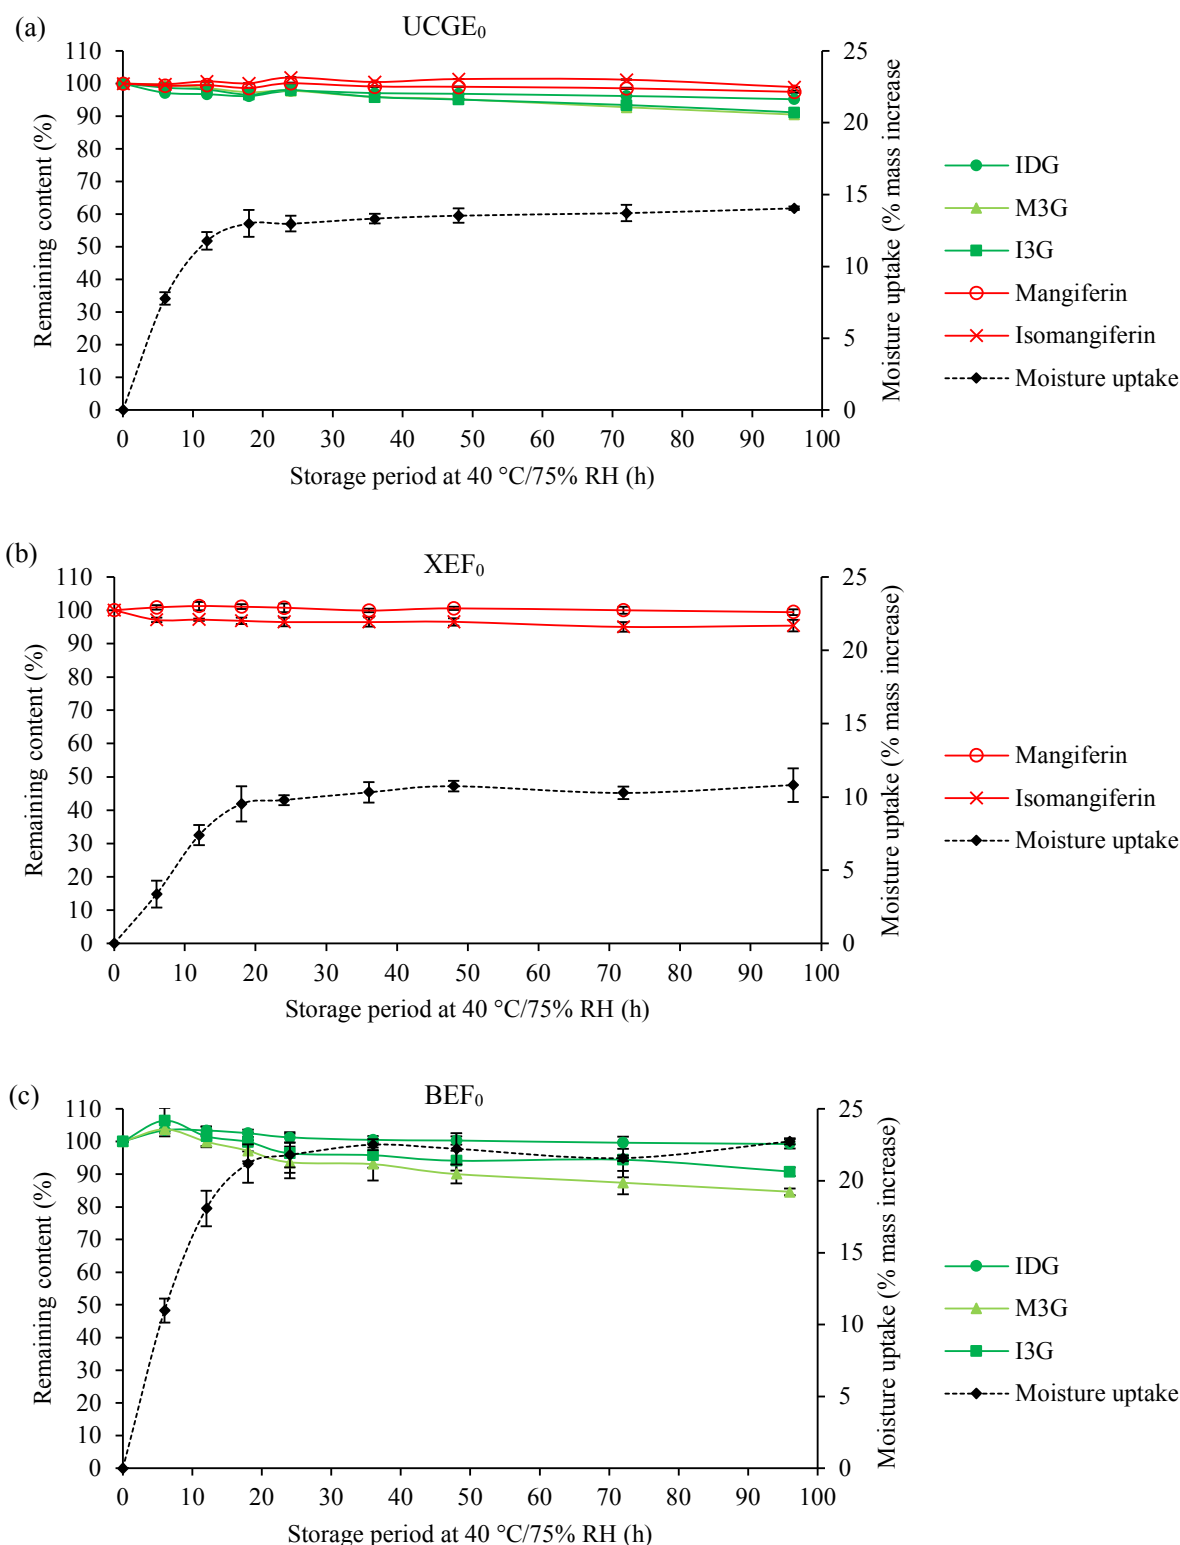 (a)
UCGE₀
110
100
90
80
70
60
50
40
30
20
10
0
Remaining content (%)
25
20
15
10
5
0
Moisture uptake (% mass increase)
0 10 20 30 40 50 60 70 80 90 100
Storage period at 40 °C/75% RH (h)
IDG
M3G
I3G
Mangiferin
Isomangiferin
Moisture uptake
(b)
XEF₀
110
100
90
80
70
60
50
40
30
20
10
0
Remaining content (%)
25
20
15
10
5
0
Moisture uptake (% mass increase)
0 10 20 30 40 50 60 70 80 90 100
Storage period at 40 °C/75% RH (h)
Mangiferin
Isomangiferin
Moisture uptake
(c)
BEF₀
110
100
90
80
70
60
50
40
30
20
10
0
Remaining content (%)
25
20
15
10
5
0
Moisture uptake (% mass increase)
0 10 20 30 40 50 60 70 80 90 100
Storage period at 40 °C/75% RH (h)
IDG
M3G
I3G
Moisture uptake